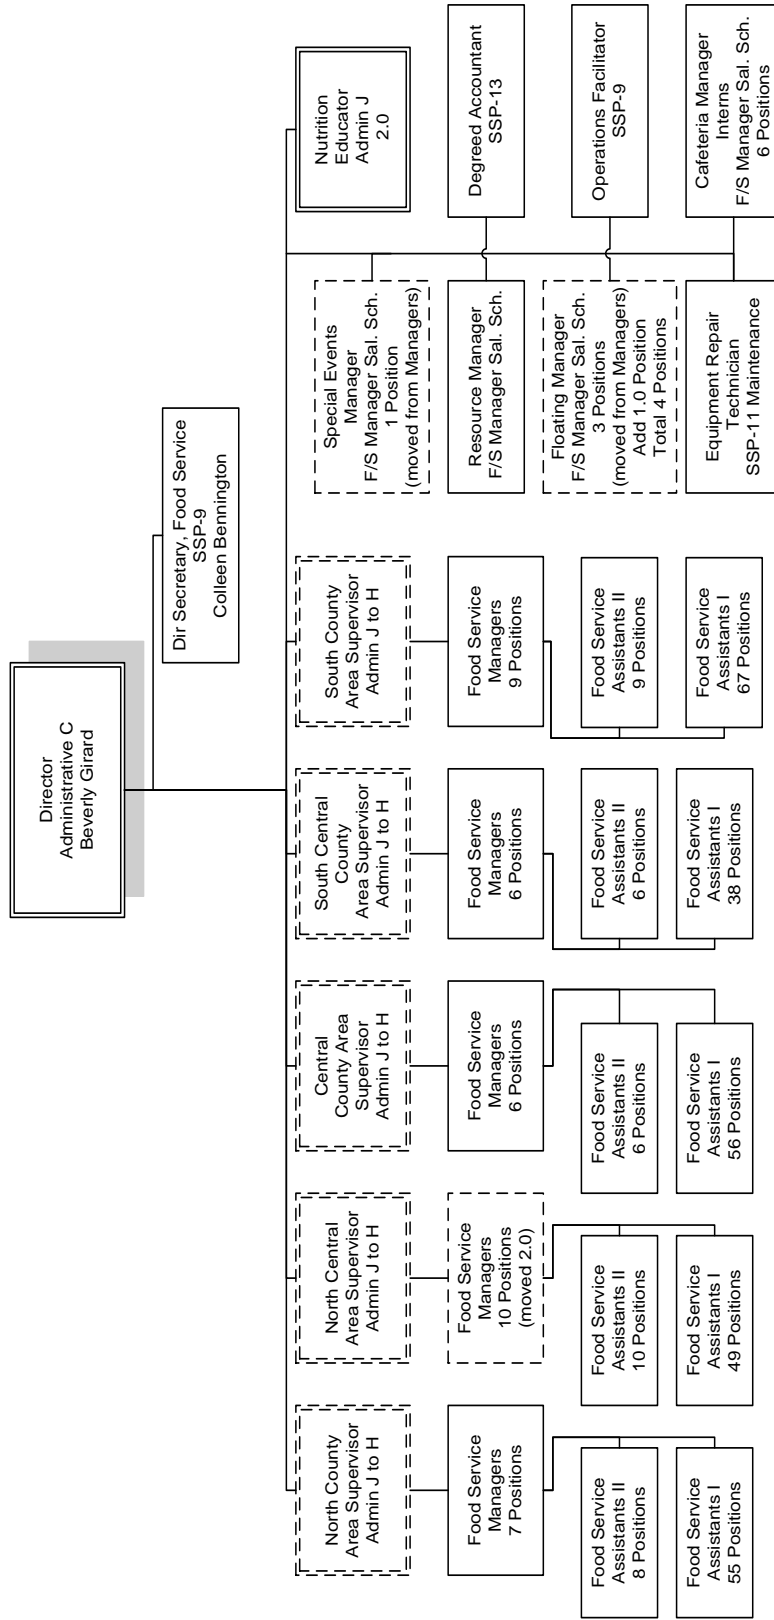 Director
Administrative C
Beverly Girard
Dir Secretary, Food Service
SSP-9
Colleen Bennington
North County
Area Supervisor
Admin J to H
North Central
Area Supervisor
Admin J to H
Central
County Area
Supervisor
Admin J to H
South Central
County
Area Supervisor
Admin J to H
South County
Area Supervisor
Admin J to H
Nutrition
Educator
Admin J
2.0
Food Service
Managers
7 Positions
Food Service
Managers
10 Positions
(moved 2.0)
Food Service
Managers
6 Positions
Food Service
Managers
6 Positions
Food Service
Managers
9 Positions
Food Service
Assistants II
8 Positions
Food Service
Assistants II
10 Positions
Food Service
Assistants II
6 Positions
Food Service
Assistants II
6 Positions
Food Service
Assistants II
9 Positions
Food Service
Assistants I
55 Positions
Food Service
Assistants I
49 Positions
Food Service
Assistants I
56 Positions
Food Service
Assistants I
38 Positions
Food Service
Assistants I
67 Positions
Special Events
Manager
F/S Manager Sal. Sch.
1 Position
(moved from Managers)
Resource Manager
F/S Manager Sal. Sch.
Degreed Accountant
SSP-13
Floating Manager
F/S Manager Sal. Sch.
3 Positions
(moved from Managers)
Add 1.0 Position
Total 4 Positions
Operations Facilitator
SSP-9
Equipment Repair
Technician
SSP-11 Maintenance
Cafeteria Manager
Interns
F/S Manager Sal. Sch.
6 Positions